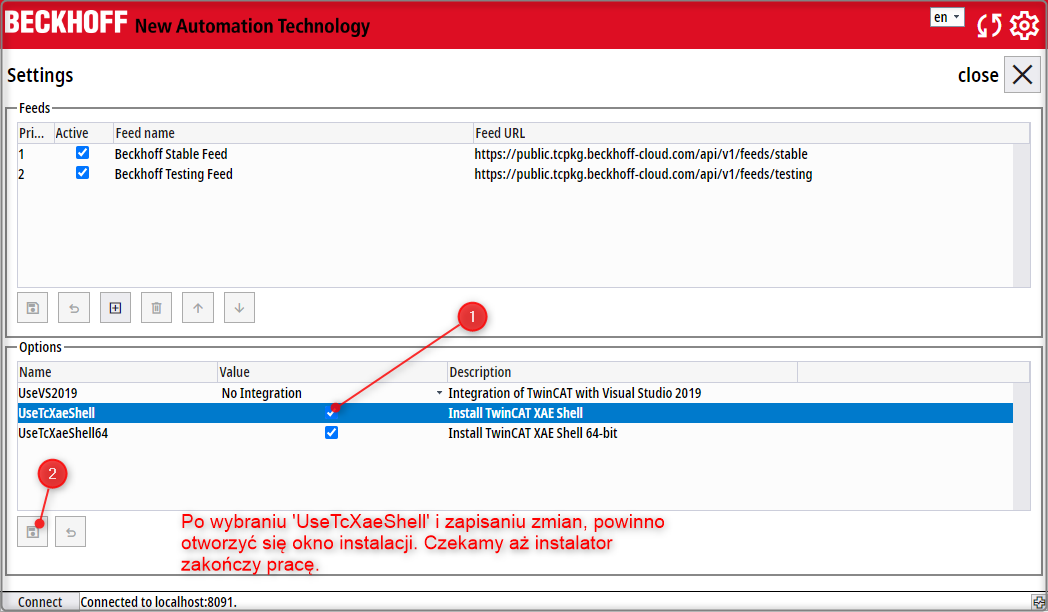 BECKHOFF New Automation Technology en
Settings close
Feeds
Pri... Active Feed name Feed URL
1 Beckhoff Stable Feed https://public.tcpkg.beckhoff-cloud.com/api/v1/feeds/stable
2 Beckhoff Testing Feed https://public.tcpkg.beckhoff-cloud.com/api/v1/feeds/testing
1
Options
Name Value Description
UseVS2019 No Integration Integration of TwinCAT with Visual Studio 2019
UseTcXaeShell Install TwinCAT XAE Shell
UseTcXaeShell64 Install TwinCAT XAE Shell 64-bit
2
Po wybraniu 'UseTcXaeShell' i zapisaniu zmian, powinno
otworzyć się okno instalacji. Czekamy aż instalator
zakończy pracę.
Connect Connected to localhost:8091.